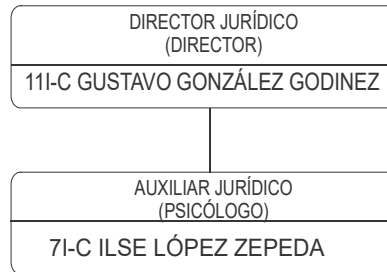 DIRECTOR JURÍDICO
(DIRECTOR)
11I-C GUSTAVO GONZÁLEZ GODINEZ
AUXILIAR JURÍDICO
(PSICÓLOGO)
7I-C ILSE LÓPEZ ZEPEDA